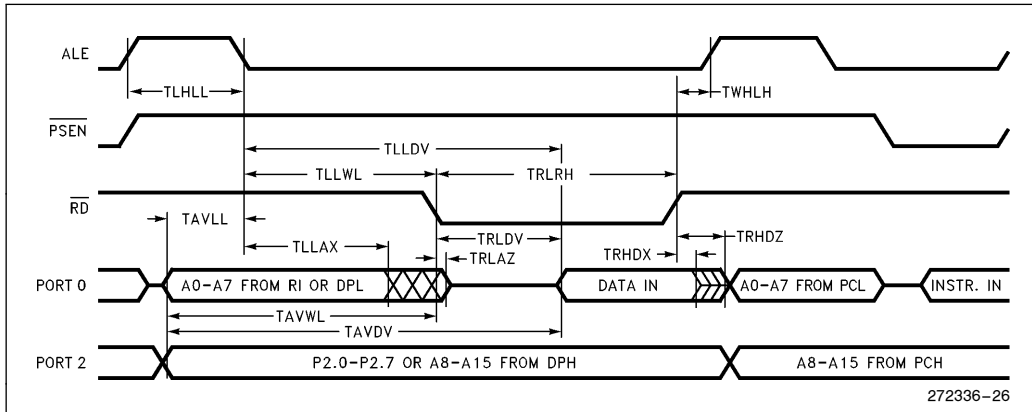 ALE
TLHLL
TWHLH
PSEN
TLLDV
TLLWL
TRLRH
RD
TAVLL
TRLDV
TRHDZ
TLLAX
TRLAZ
TRHDX
PORT 0
A0-A7 FROM RI OR DPL
DATA IN
A0-A7 FROM PCL
INSTR. IN
TAVWL
TAVDV
PORT 2
P2.0-P2.7 OR A8-A15 FROM DPH
A8-A15 FROM PCH
272336-26